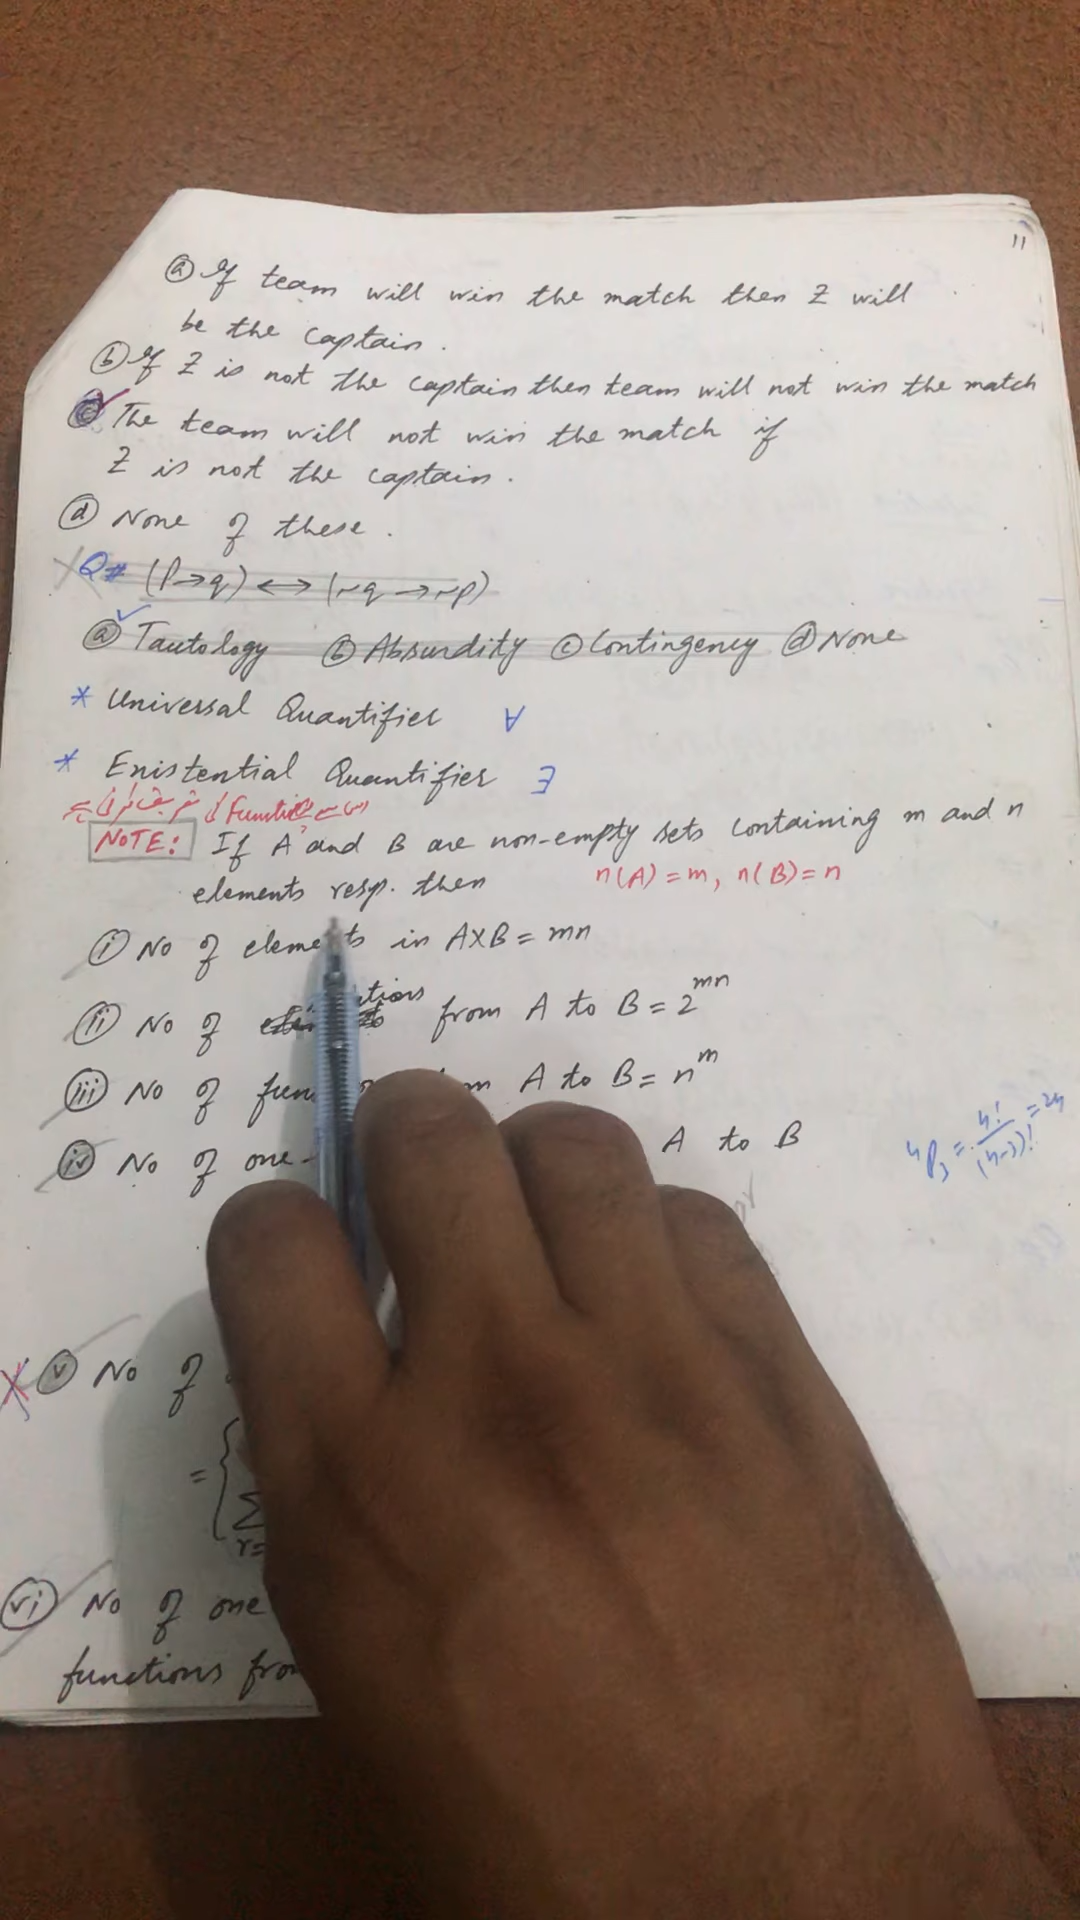 11
ⓐ If team will win the match then Z will
be the captain.
ⓑ If Z is not the captain then team will not win the match
ⓒ The team will not win the match if
Z is not the captain.
ⓓ None of these.
Q# (P→q) ↔ (~q → ~p)
ⓐ Tautology ⓑ Absurdity ⓒ Contingency ⓓ None
* Universal Quantifier ∀
* Existential Quantifier ∃
Function
NOTE: If A and B are non-empty sets containing m and n
elements resp. then n(A) = m, n(B) = n
(i) No of elements in A×B = mn
(ii) No of from A to B = 2^mn
(iii) No of A to B = n^m
(iv) No of one- A to B
⁴P₃ = 4!/(4-3)! = 24
(v) No of
= { Σ
r=
(vi) No of one
functions from